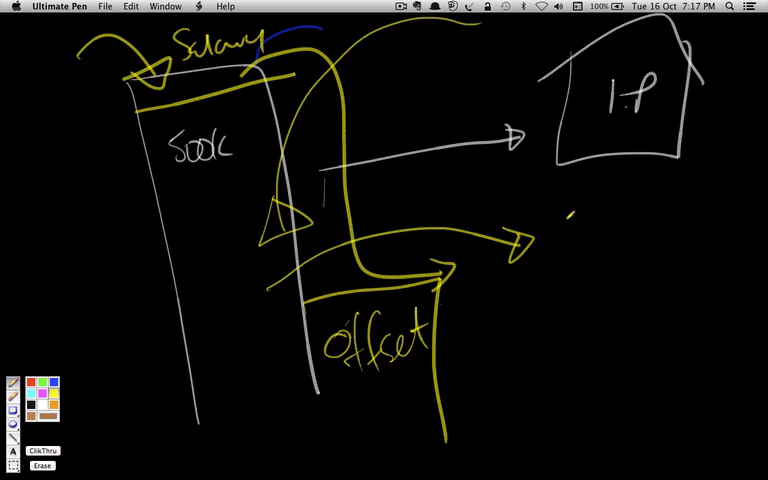 Ultimate Pen File Edit Window Help 100% Tue 16 Oct 7:17 PM
Salary
500K
I.P
offset
A
ClikThru
Erase